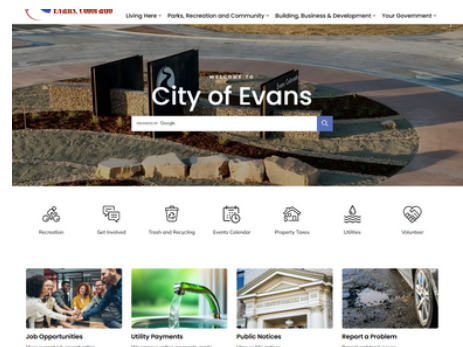 EVANS, COLORADO
Living Here
Parks, Recreation and Community
Building, Business & Development
Your Government
WELCOME TO
City of Evans
ENHANCED BY Google
Recreation
Get Involved
Trash and Recycling
Events Calendar
Property Taxes
Utilities
Volunteer
Job Opportunities
Utility Payments
Public Notices
Report a Problem